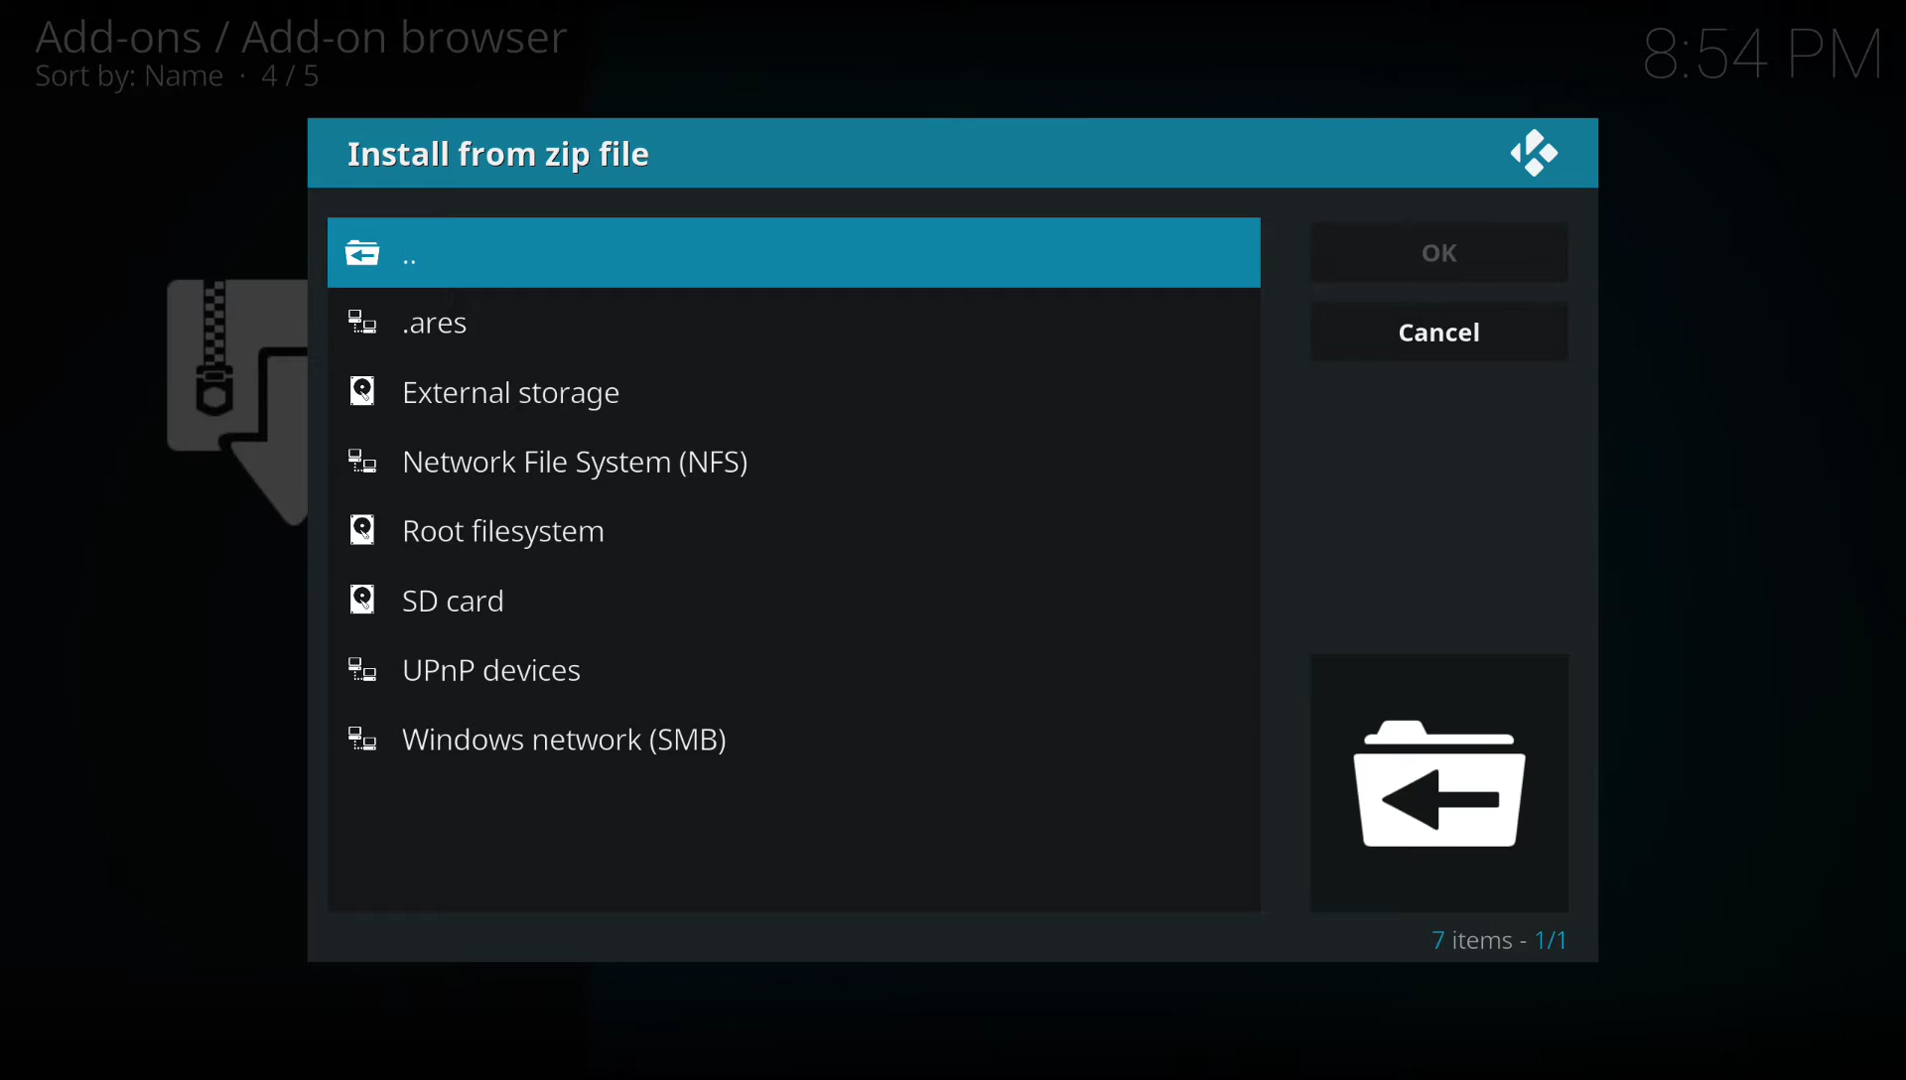 Add-ons / Add-on browser
Sort by: Name · 4 / 5
8:54 PM
Install from zip file
..
.ares
External storage
Network File System (NFS)
Root filesystem
SD card
UPnP devices
Windows network (SMB)
OK
Cancel
7 items - 1/1